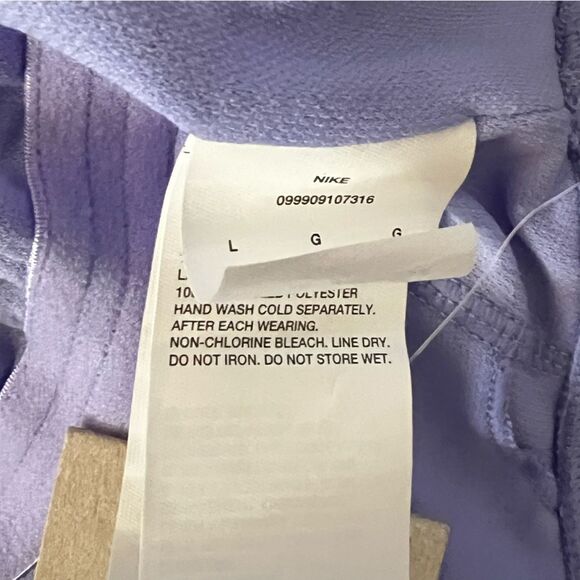 NIKE
099909107316
L G G
POLYESTER
HAND WASH COLD SEPARATELY.
AFTER EACH WEARING.
NON-CHLORINE BLEACH. LINE DRY.
DO NOT IRON. DO NOT STORE WET.